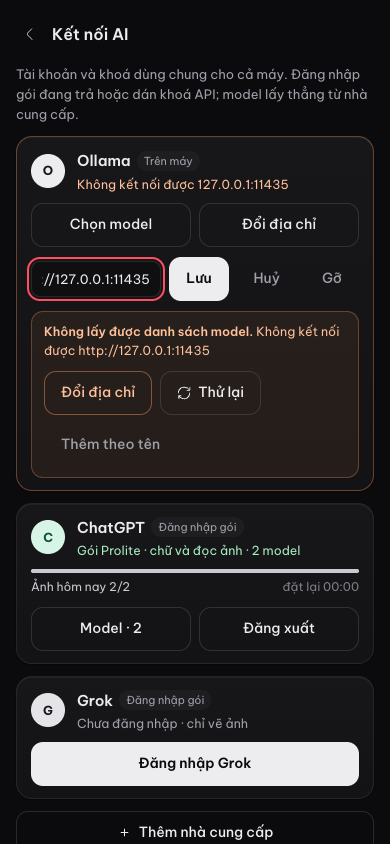 Kết nối AI
Tài khoản và khoá dùng chung cho cả máy. Đăng nhập
gói đang trả hoặc dán khoá API; model lấy thẳng từ nhà
cung cấp.
O
Ollama
Trên máy
Không kết nối được 127.0.0.1:11435
Chọn model
Đổi địa chỉ
://127.0.0.1:11435
Lưu
Huỷ
Gỡ
Không lấy được danh sách model. Không kết nối
được http://127.0.0.1:11435
Đổi địa chỉ
Thử lại
Thêm theo tên
C
ChatGPT
Đăng nhập gói
Gói Prolite · chữ và đọc ảnh · 2 model
Ảnh hôm nay 2/2
đặt lại 00:00
Model · 2
Đăng xuất
G
Grok
Đăng nhập gói
Chưa đăng nhập · chỉ vẽ ảnh
Đăng nhập Grok
+ Thêm nhà cung cấp